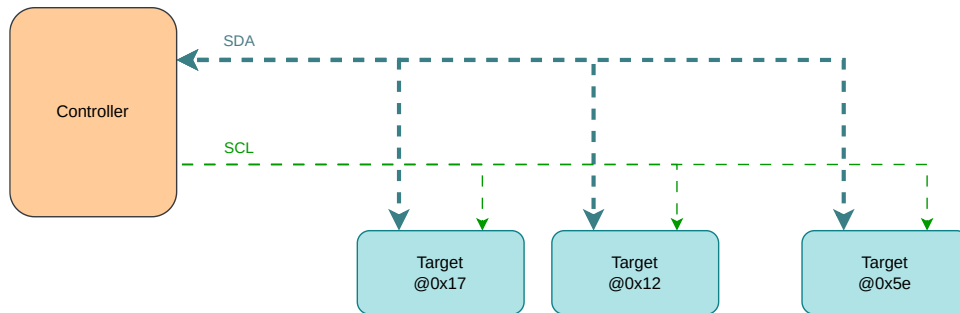 SDA
Controller
SCL
Target
@0x17
Target
@0x12
Target
@0x5e